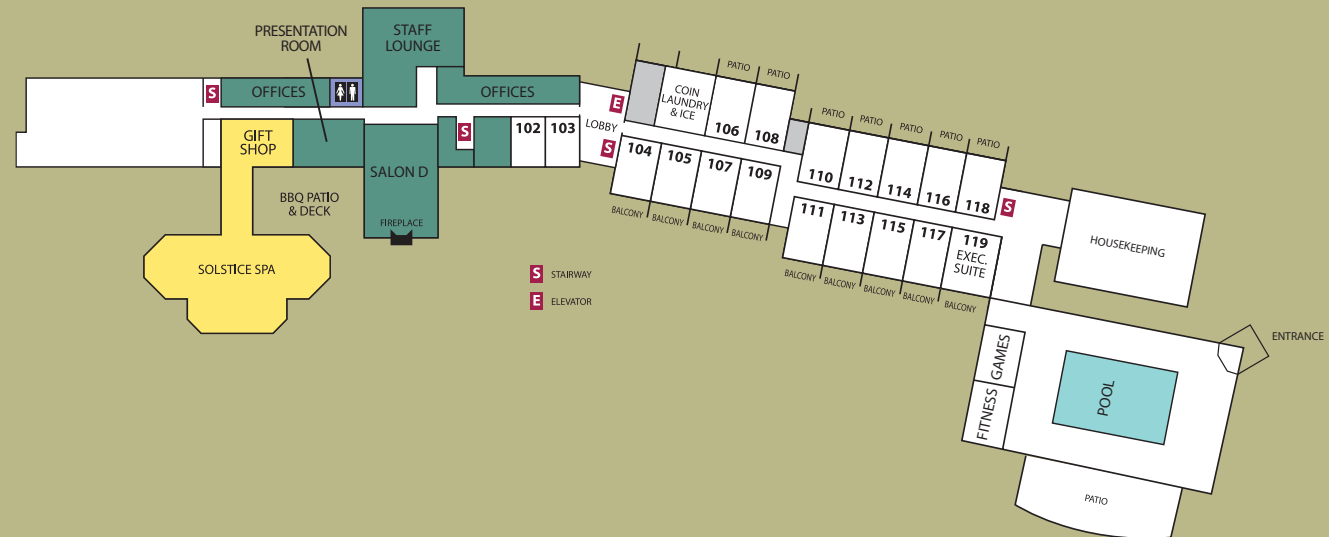 PRESENTATION
ROOM
STAFF
LOUNGE
S
OFFICES
OFFICES
GIFT
SHOP
S
102
103
SALON D
BBQ PATIO
& DECK
FIREPLACE
SOLSTICE SPA
S
STAIRWAY
E
ELEVATOR
E
LOBBY
S
COIN
LAUNDRY
& ICE
PATIO
PATIO
106
108
104
105
107
109
BALCONY
BALCONY
BALCONY
BALCONY
PATIO
PATIO
PATIO
PATIO
PATIO
110
112
114
116
118
S
111
113
115
117
119
EXEC.
SUITE
BALCONY
BALCONY
BALCONY
BALCONY
BALCONY
HOUSEKEEPING
ENTRANCE
GAMES
FITNESS
POOL
PATIO